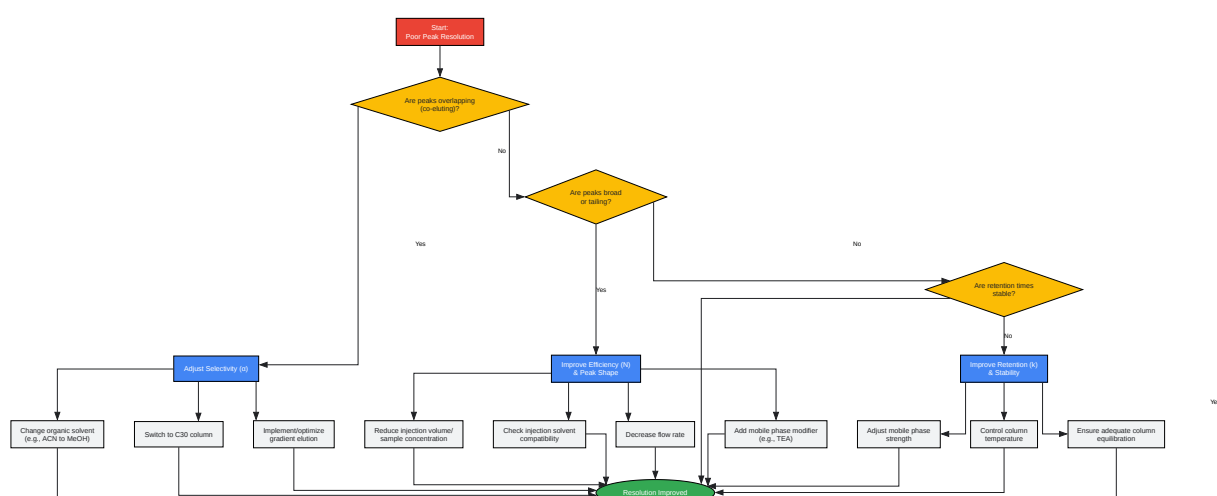 Start:
Poor Peak Resolution
Are peaks overlapping
(co-eluting)?
No
Are peaks broad
or tailing?
Yes
No
Are retention times
stable?
Yes
No
Adjust Selectivity (α)
Improve Efficiency (N)
& Peak Shape
Improve Retention (k)
& Stability
Ye
Change organic solvent
(e.g., ACN to MeOH)
Switch to C30 column
Implement/optimize
gradient elution
Reduce injection volume/
sample concentration
Check injection solvent
compatibility
Decrease flow rate
Add mobile phase modifier
(e.g., TEA)
Adjust mobile phase
strength
Control column
temperature
Ensure adequate column
equilibration
Resolution Improved